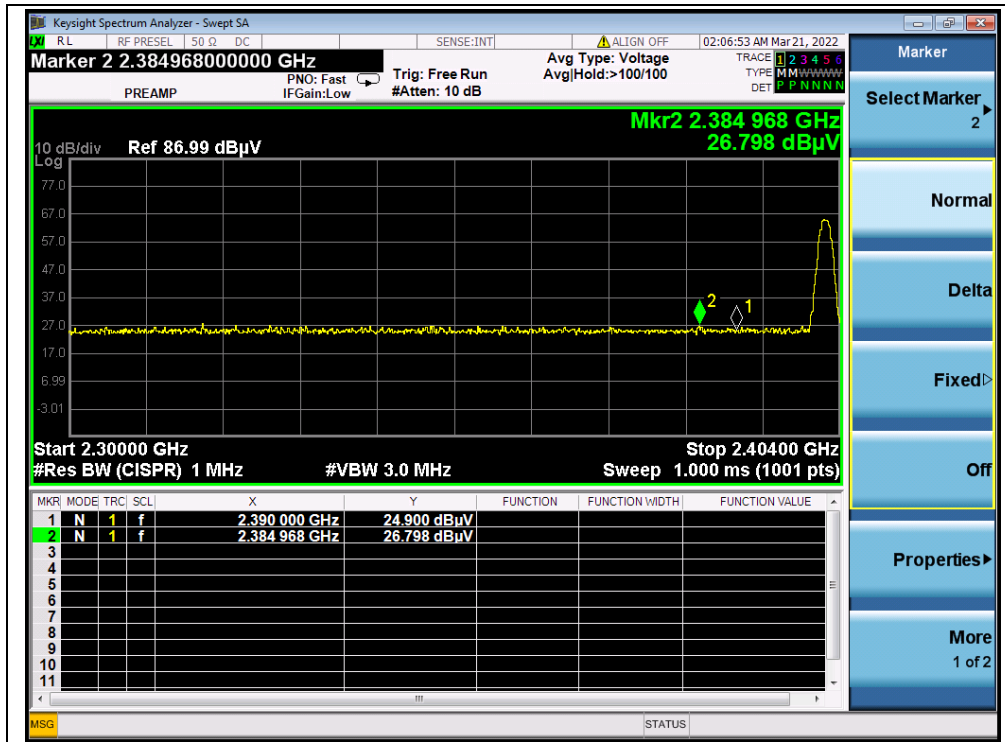 Keysight Spectrum Analyzer - Swept SA
LXI RL RF PRESEL 50 Ω DC SENSE:INT ALIGN OFF 02:06:53 AM Mar 21, 2022
Marker 2 2.384968000000 GHz
PREAMP
PNO: Fast
IFGain:Low
Trig: Free Run
#Atten: 10 dB
Avg Type: Voltage
Avg|Hold:>100/100
TRACE 1 2 3 4 5 6
TYPE MMWWWW
DET P P N N N N
Mkr2 2.384 968 GHz
26.798 dBµV
10 dB/div Ref 86.99 dBµV
Log
77.0
67.0
57.0
47.0
37.0
27.0
17.0
6.99
-3.01
2
1
Start 2.30000 GHz Stop 2.40400 GHz
#Res BW (CISPR) 1 MHz #VBW 3.0 MHz Sweep 1.000 ms (1001 pts)
MKR MODE TRC SCL X Y FUNCTION FUNCTION WIDTH FUNCTION VALUE
1 N 1 f 2.390 000 GHz 24.900 dBµV
2 N 1 f 2.384 968 GHz 26.798 dBµV
3
4
5
6
7
8
9
10
11
MSG STATUS
Marker
Select Marker
2
Normal
Delta
Fixed
Off
Properties
More
1 of 2